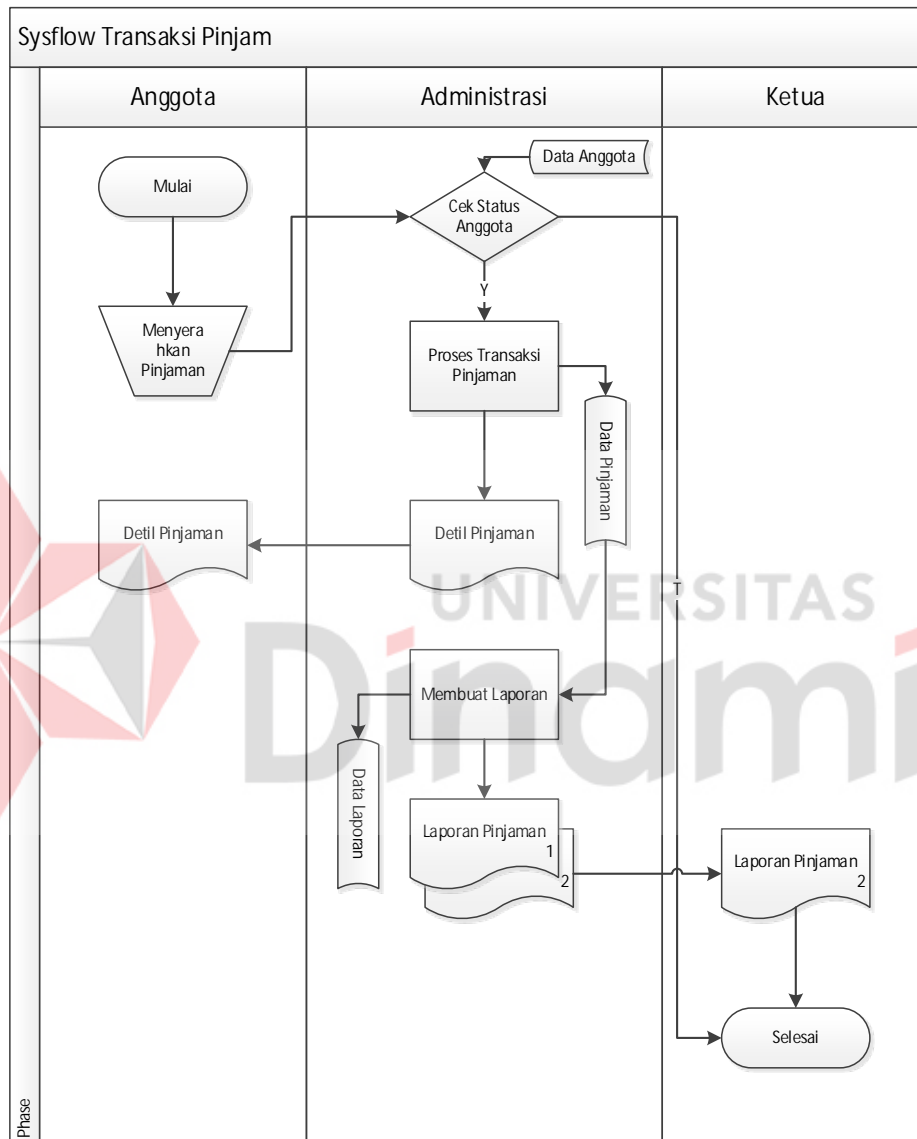 Sysflow Transaksi Pinjam
Anggota
Administrasi
Ketua
Data Anggota
Mulai
Cek Status
Anggota
Y
Menyera
hkan
Pinjaman
Proses Transaksi
Pinjaman
Data Pinjaman
Detil Pinjaman
Detil Pinjaman
T
UNIVERSITAS
Dinami
Membuat Laporan
Data Laporan
Laporan Pinjaman
1
2
Laporan Pinjaman
2
Selesai
Phase